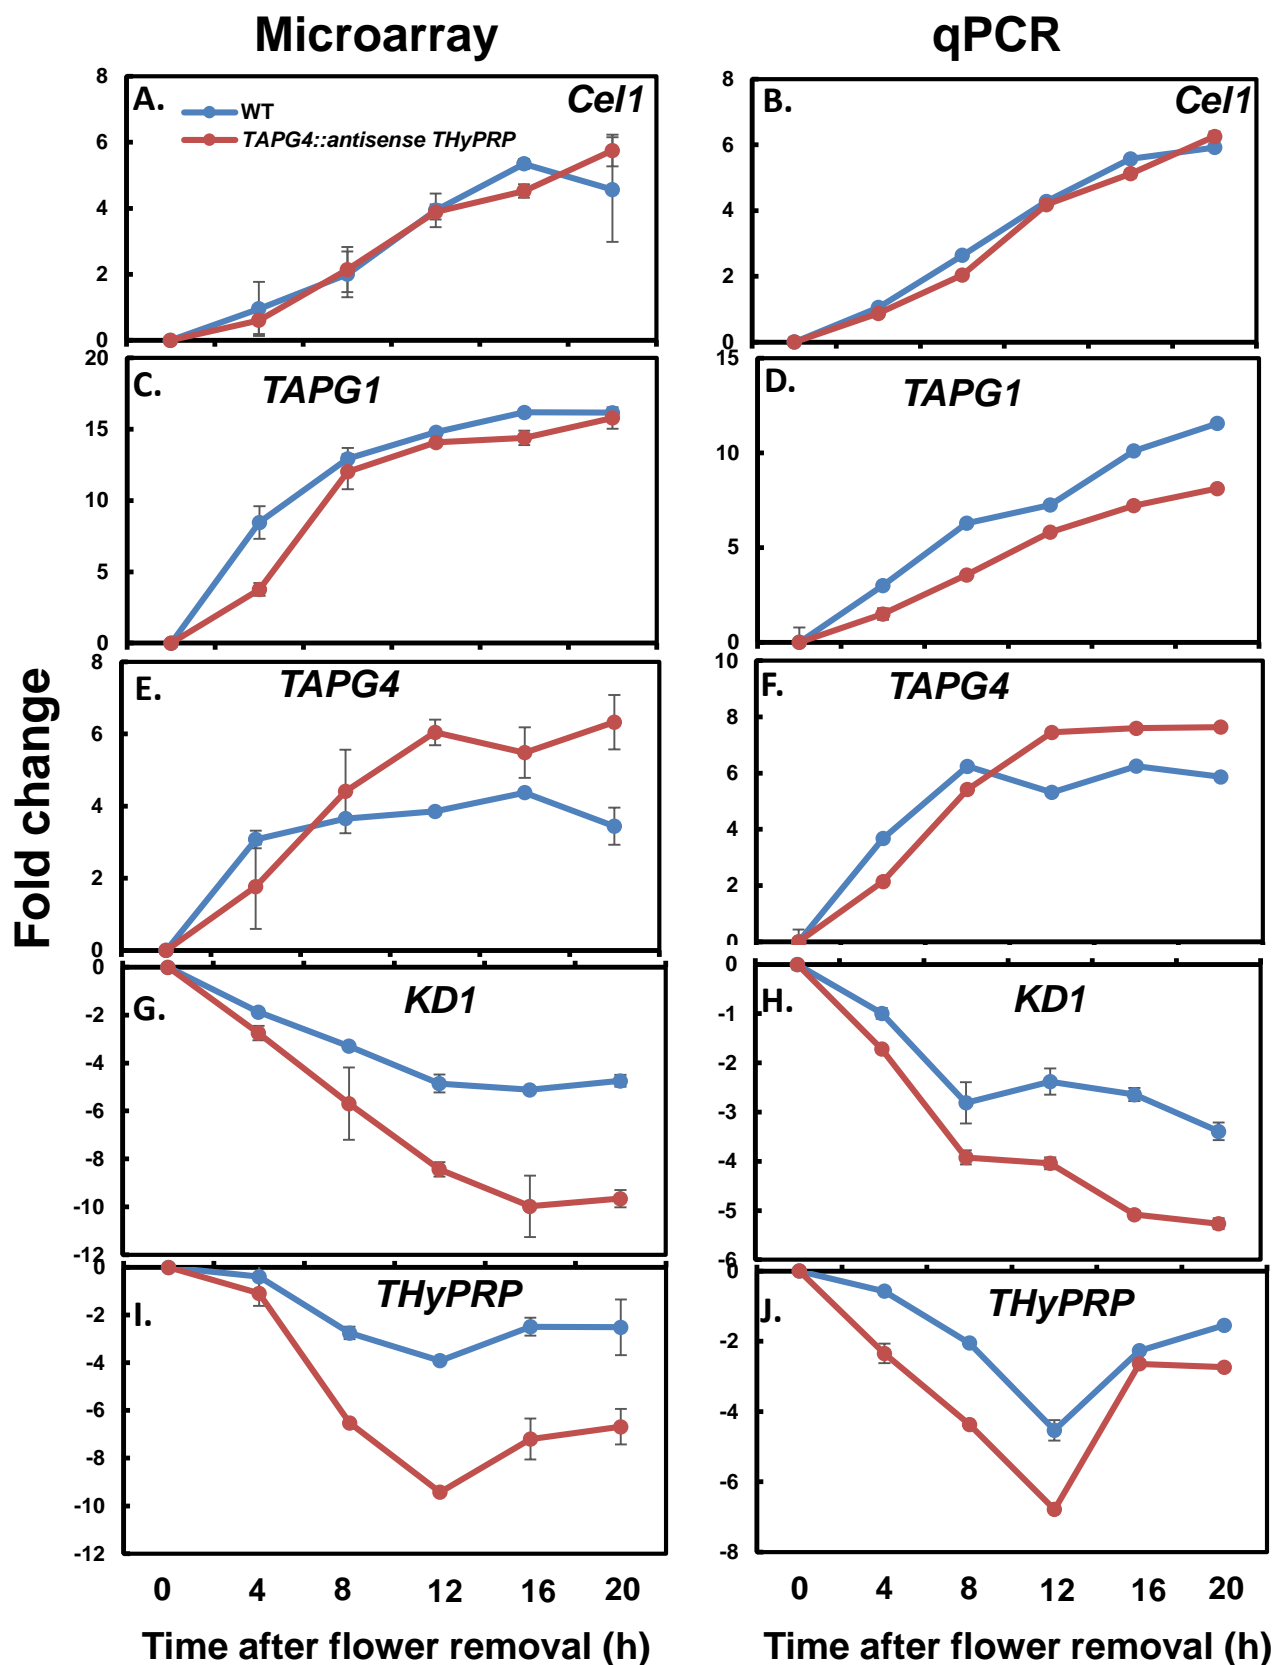 Microarray
qPCR
Fold change
A.
Cel1
WT
TAPG4::antisense THyPRP
8
6
4
2
0
B.
Cel1
8
6
4
2
0
C.
TAPG1
20
15
10
5
0
D.
TAPG1
15
10
5
0
E.
TAPG4
8
6
4
2
0
F.
TAPG4
10
8
6
4
2
0
G.
KD1
0
-2
-4
-6
-8
-10
-12
H.
KD1
0
-1
-2
-3
-4
-5
-6
I.
THyPRP
0
-2
-4
-6
-8
-10
-12
J.
THyPRP
0
-2
-4
-6
-8
0 4 8 12 16 20
0 4 8 12 16 20
Time after flower removal (h)
Time after flower removal (h)